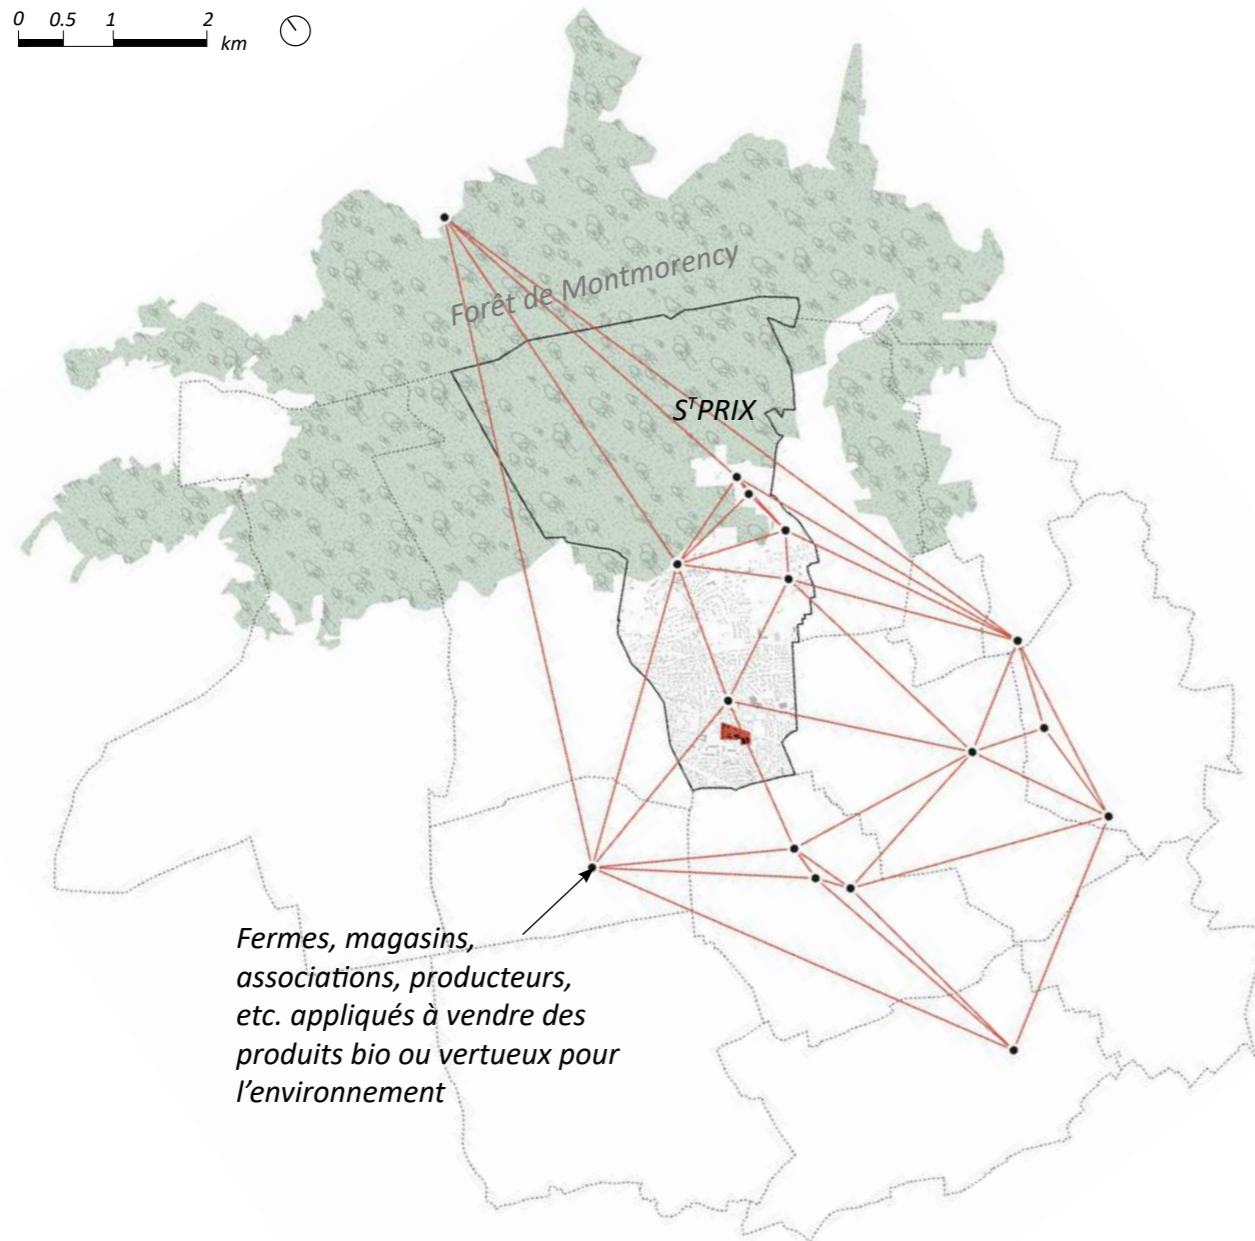 0 0.5 1 2
km
Forêt de Montmorency
SᵀPRIX
Fermes, magasins,
associations, producteurs,
etc. appliqués à vendre des
produits bio ou vertueux pour
l'environnement